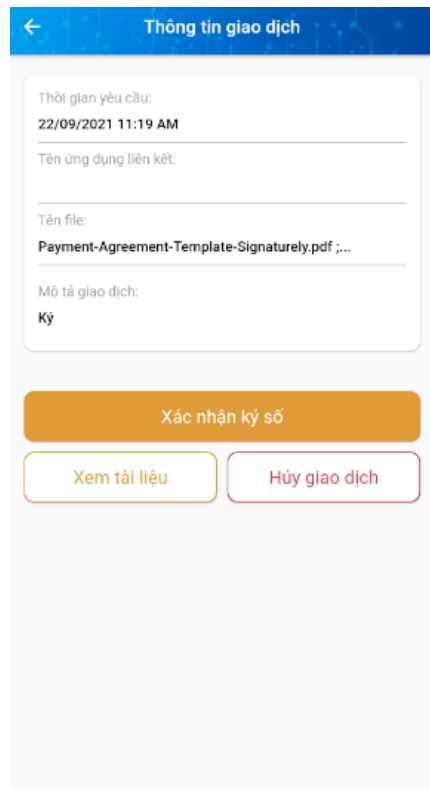 Thông tin giao dịch
Thời gian yêu cầu:
22/09/2021 11:19 AM
Tên ứng dụng liên kết:
Tên file:
Payment-Agreement-Template-Signaturely.pdf ;...
Mô tả giao dịch:
Ký
Xác nhận ký số
Xem tài liệu
Hủy giao dịch